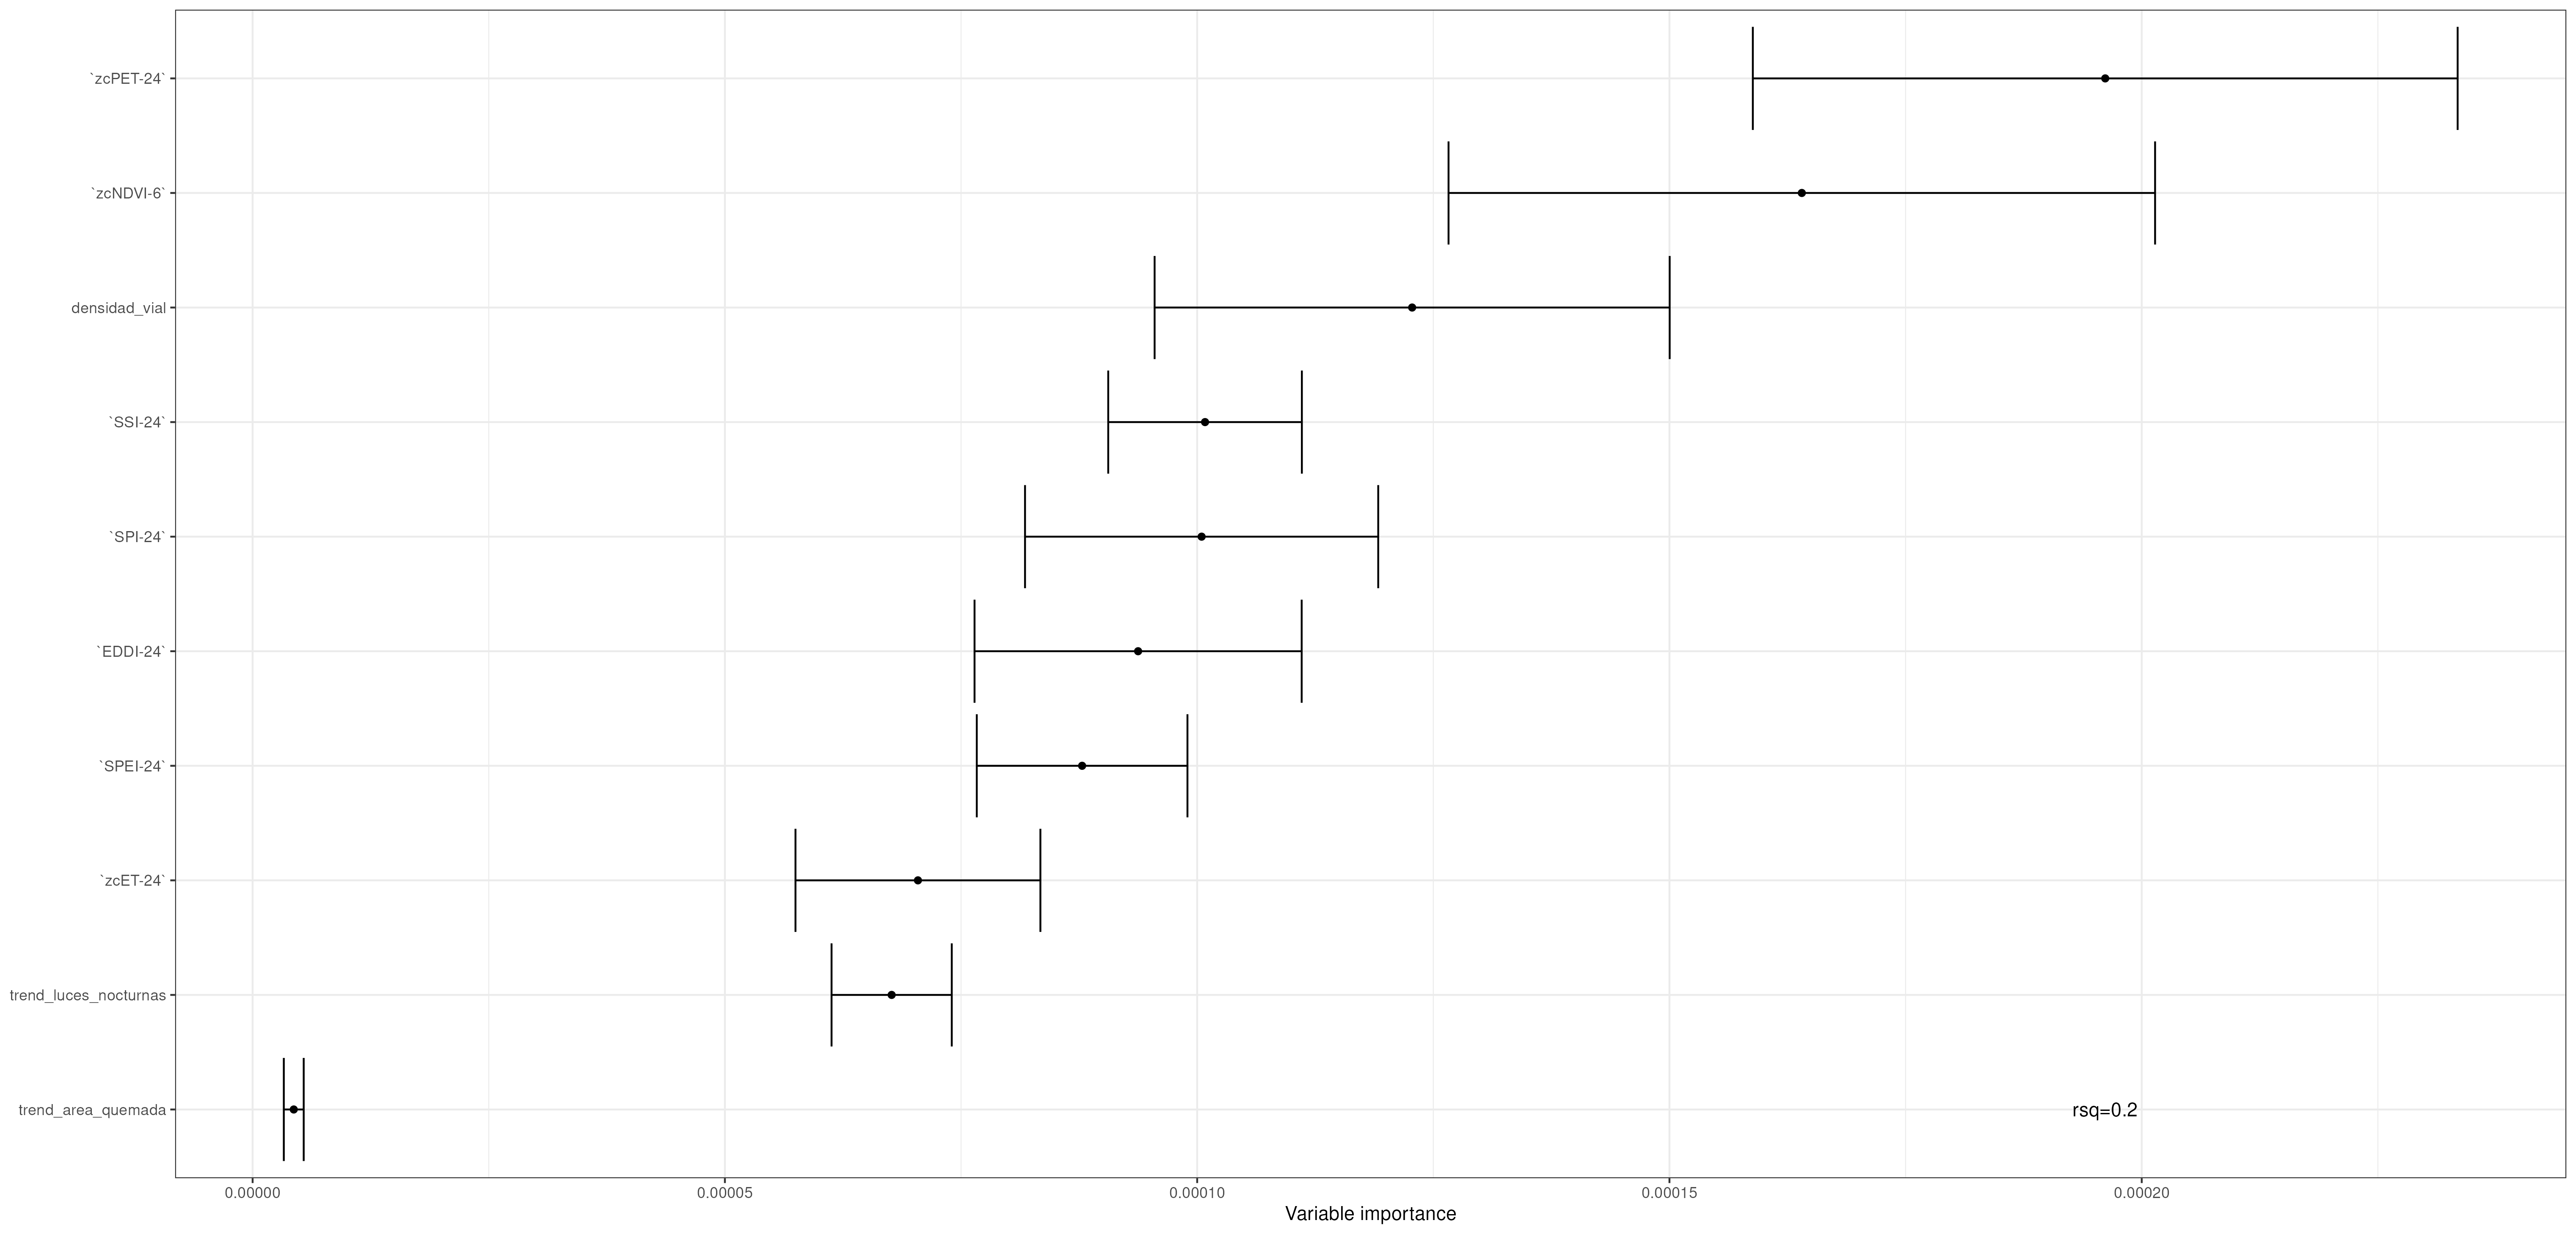 `zcPET-24`
`zcNDVI-6`
densidad_vial
`SSI-24`
`SPI-24`
`EDDI-24`
`SPEI-24`
`zcET-24`
trend_luces_nocturnas
trend_area_quemada
rsq=0.2
0.00000
0.00005
0.00010
0.00015
0.00020
Variable importance